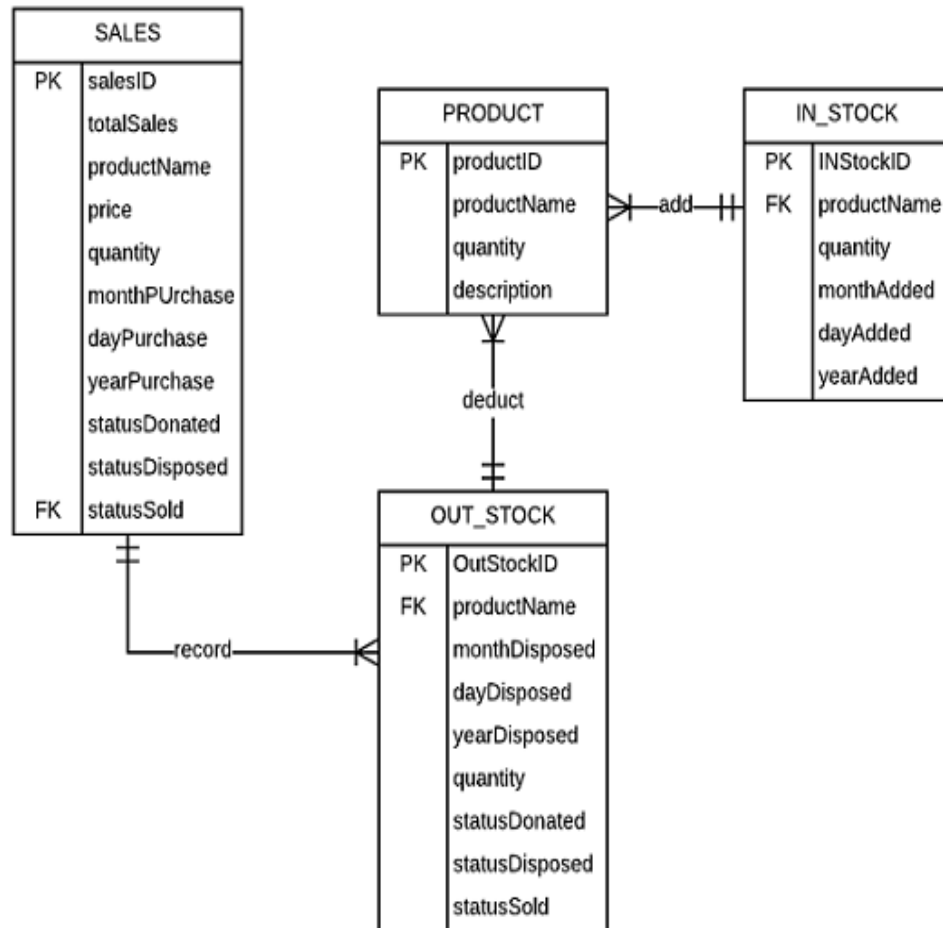 SALES
PK salesID
totalSales
productName
price
quantity
monthPUrchase
dayPurchase
yearPurchase
statusDonated
statusDisposed
FK statusSold
PRODUCT
PK productID
productName
quantity
description
add
IN_STOCK
PK INStockID
FK productName
quantity
monthAdded
dayAdded
yearAdded
deduct
record
OUT_STOCK
PK OutStockID
FK productName
monthDisposed
dayDisposed
yearDisposed
quantity
statusDonated
statusDisposed
statusSold